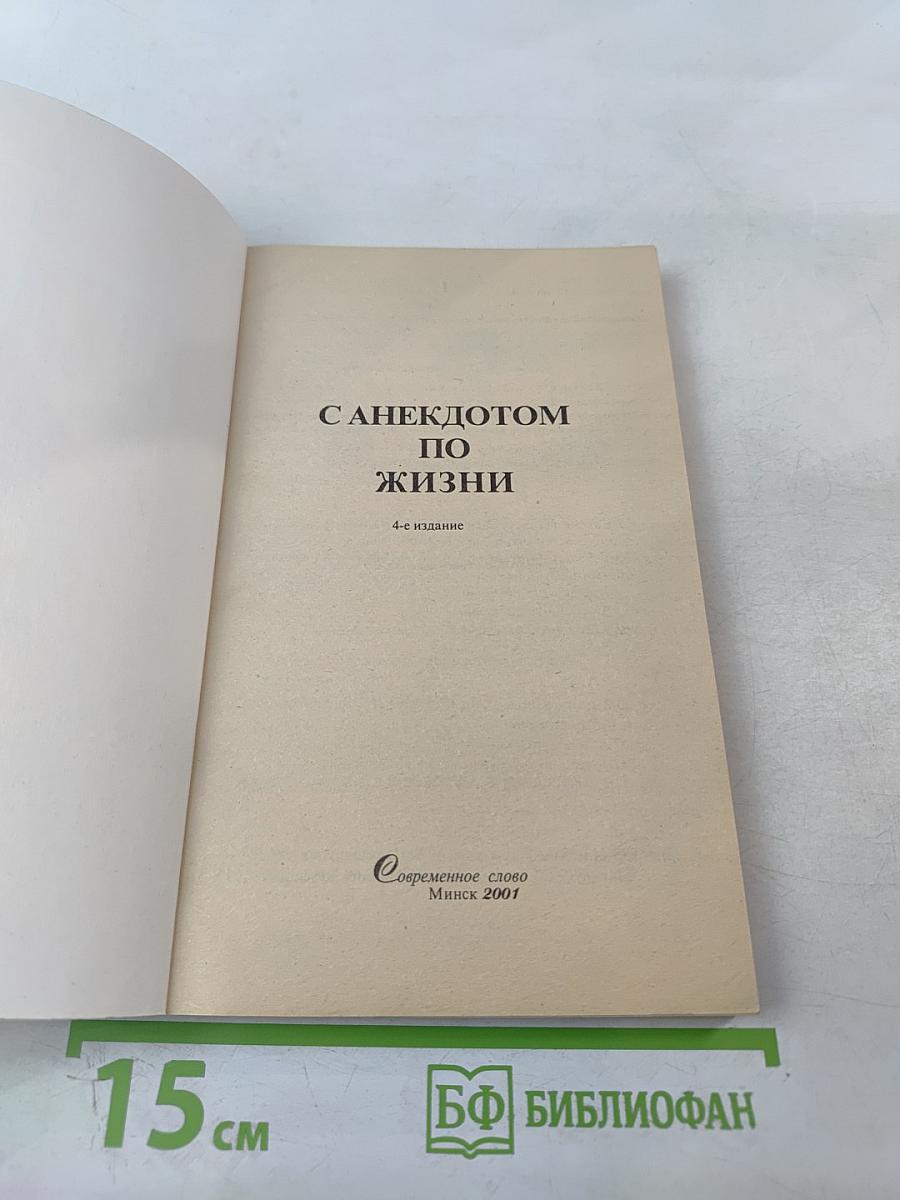 С АНЕКДОТОМ
ПО
ЖИЗНИ
4-е издание
Современное слово
Минск 2001
15 см
БФ БИБЛИОФАН